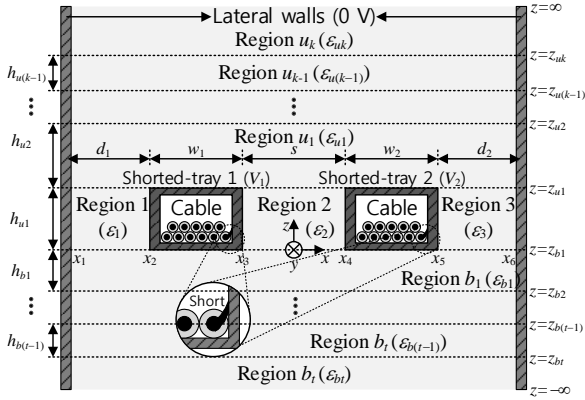 Lateral walls (0 V)
z=∞
Region u_k (ε_uk)
z=z_uk
h_u(k-1)
Region u_k-1 (ε_u(k-1))
z=z_u(k-1)
⋮
⋮
⋮
z=z_u2
h_u2
Region u_1 (ε_u1)
d_1
w_1
s
w_2
d_2
Shorted-tray 1 (V_1)
Shorted-tray 2 (V_2)
z=z_u1
h_u1
Region 1
(ε_1)
Cable
Region 2
(ε_2)
Cable
Region 3
(ε_3)
z
x
y
z=z_b1
x_1
x_2
x_3
x_4
x_5
x_6
h_b1
Region b_1 (ε_b1)
z=z_b2
Short
⋮
⋮
⋮
z=z_b(t-1)
h_b(t-1)
Region b_t (ε_b(t-1))
z=z_bt
Region b_t (ε_bt)
z=-∞